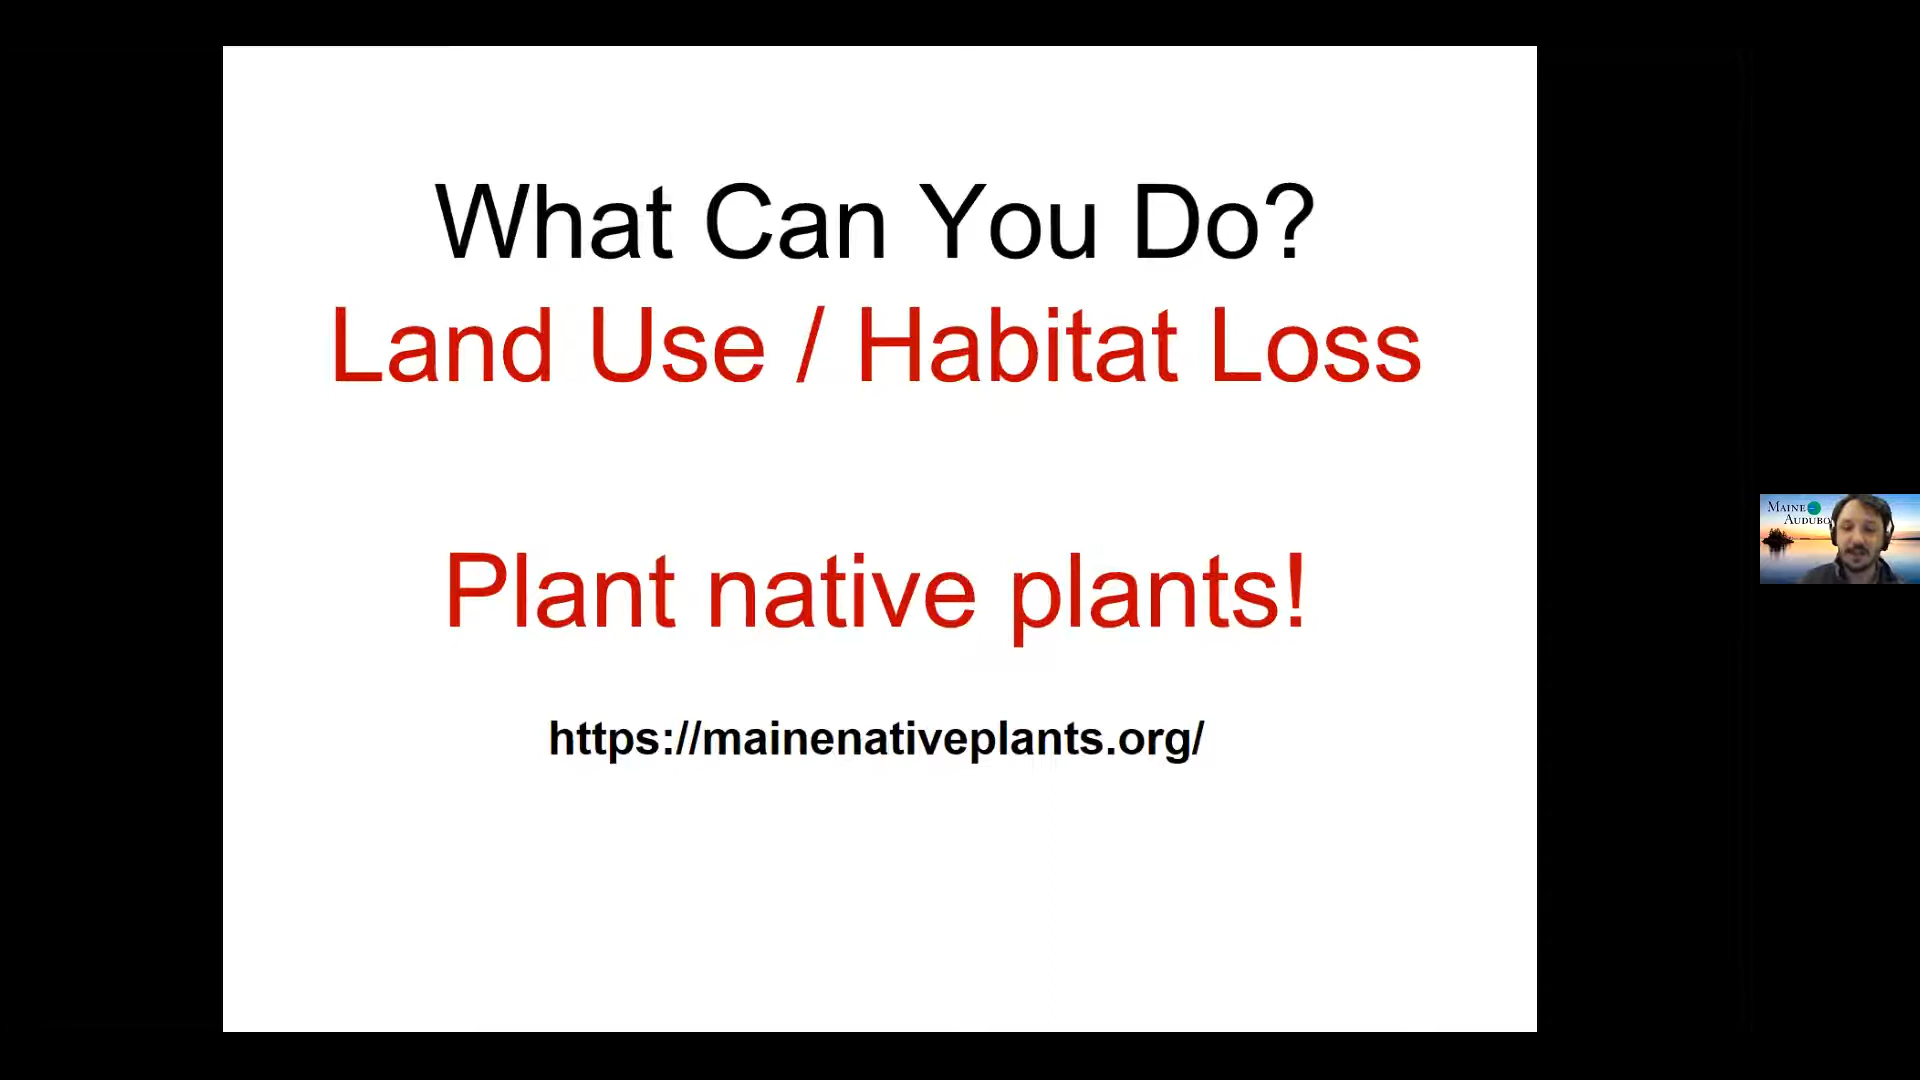 What Can You Do?
Land Use / Habitat Loss
Plant native plants!
https://mainenativeplants.org/
MAINE
AUDUBO